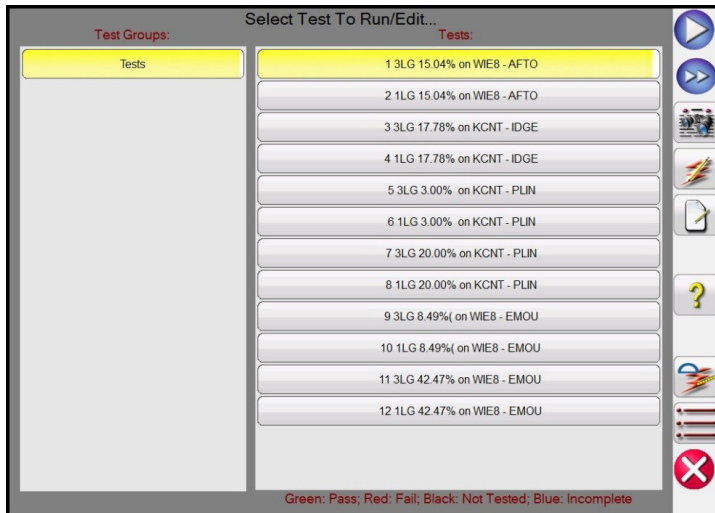 Select Test To Run/Edit...
Test Groups:
Tests:
Tests
1 3LG 15.04% on WIE8 - AFTO
2 1LG 15.04% on WIE8 - AFTO
3 3LG 17.78% on KCNT - IDGE
4 1LG 17.78% on KCNT - IDGE
5 3LG 3.00% on KCNT - PLIN
6 1LG 3.00% on KCNT - PLIN
7 3LG 20.00% on KCNT - PLIN
8 1LG 20.00% on KCNT - PLIN
9 3LG 8.49%( on WIE8 - EMOU
10 1LG 8.49%( on WIE8 - EMOU
11 3LG 42.47% on WIE8 - EMOU
12 1LG 42.47% on WIE8 - EMOU
Green: Pass; Red: Fail; Black: Not Tested; Blue: Incomplete